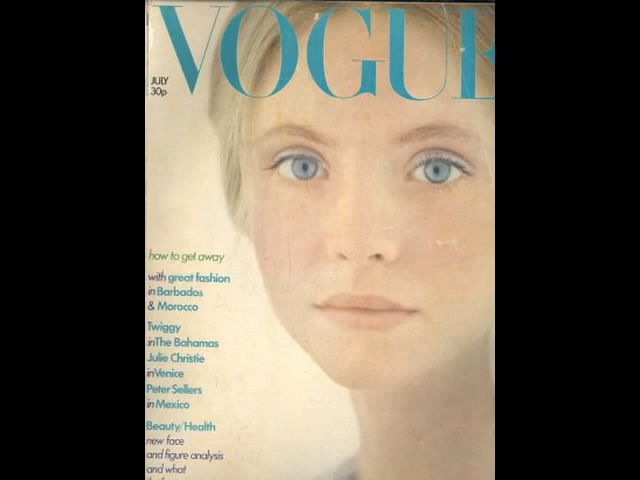 VOGUE
JULY
30p
how to get away
with great fashion
in Barbados
& Morocco
Twiggy
in The Bahamas
Julie Christie
in Venice
Peter Sellers
in Mexico
Beauty/Health
new face
and figure analysis
and what